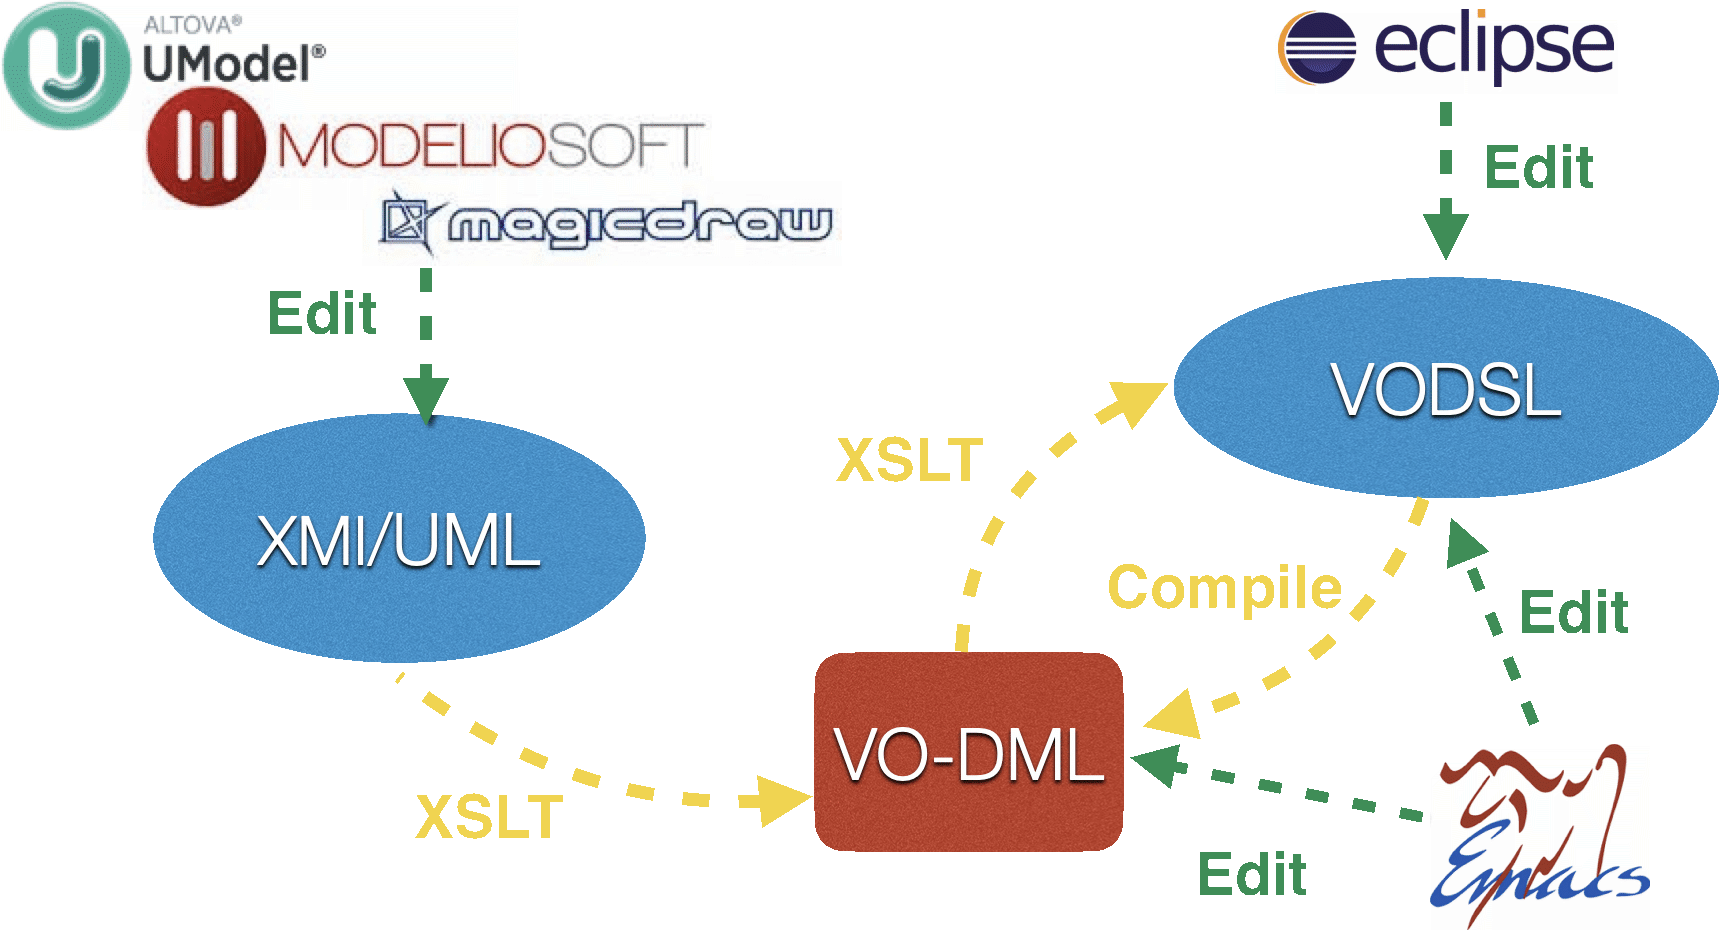 ALTOVA®
UModel®
MODELIOSOFT
magicdraw
Edit
XMI/UML
XSLT
eclipse
Edit
VODSL
XSLT
Compile
Edit
VO-DML
Edit
Emacs